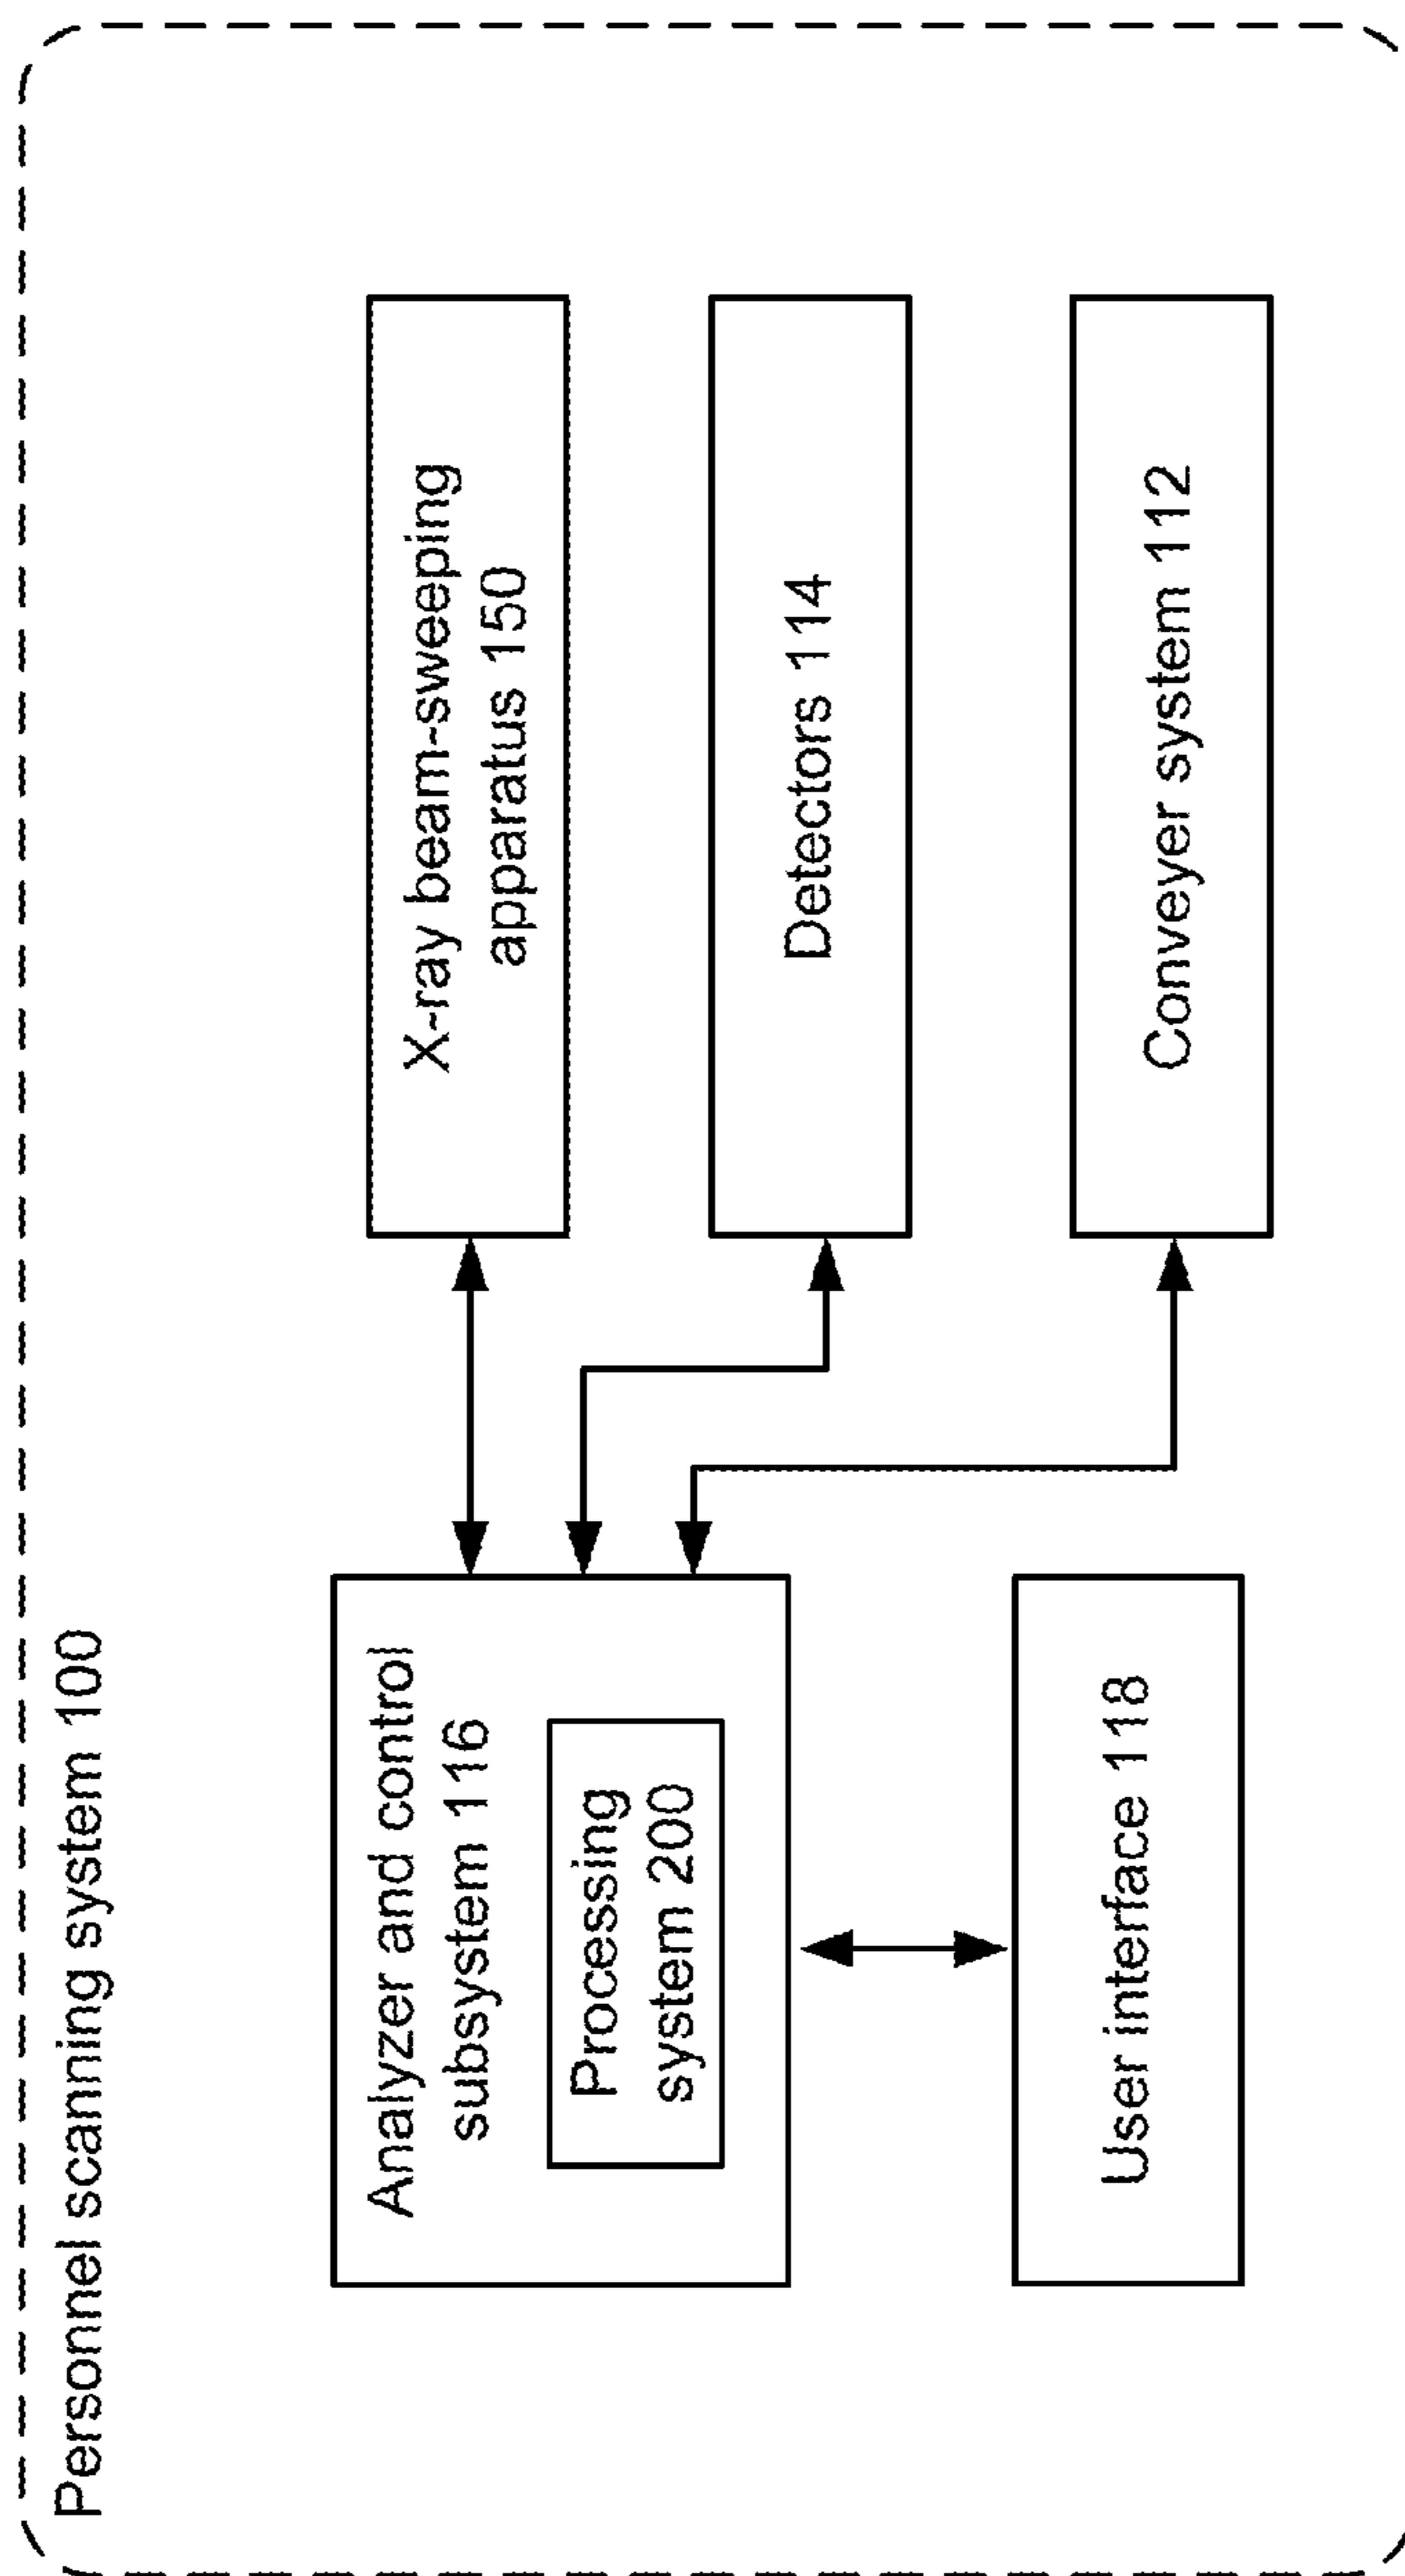 Personnel scanning system 100
Analyzer and control
subsystem 116
Processing
system 200
User interface 118
X-ray beam-sweeping
apparatus 150
Detectors 114
Conveyer system 112